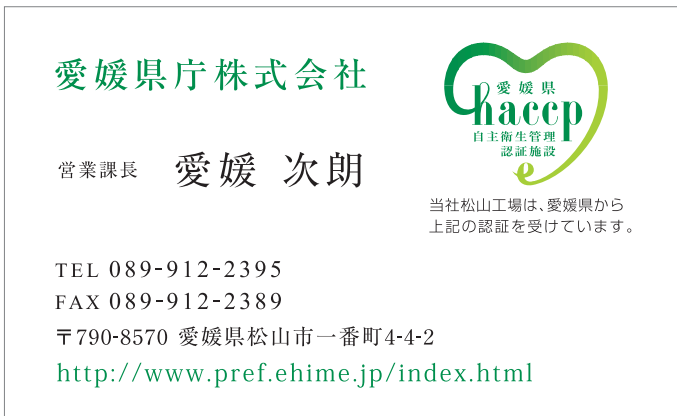 愛媛県庁株式会社
愛媛県
haccp
自主衛生管理
認証施設
営業課長 愛媛 次朗
当社松山工場は、愛媛県から
上記の認証を受けています。
TEL 089-912-2395
FAX 089-912-2389
〒790-8570 愛媛県松山市一番町4-4-2
http://www.pref.ehime.jp/index.html